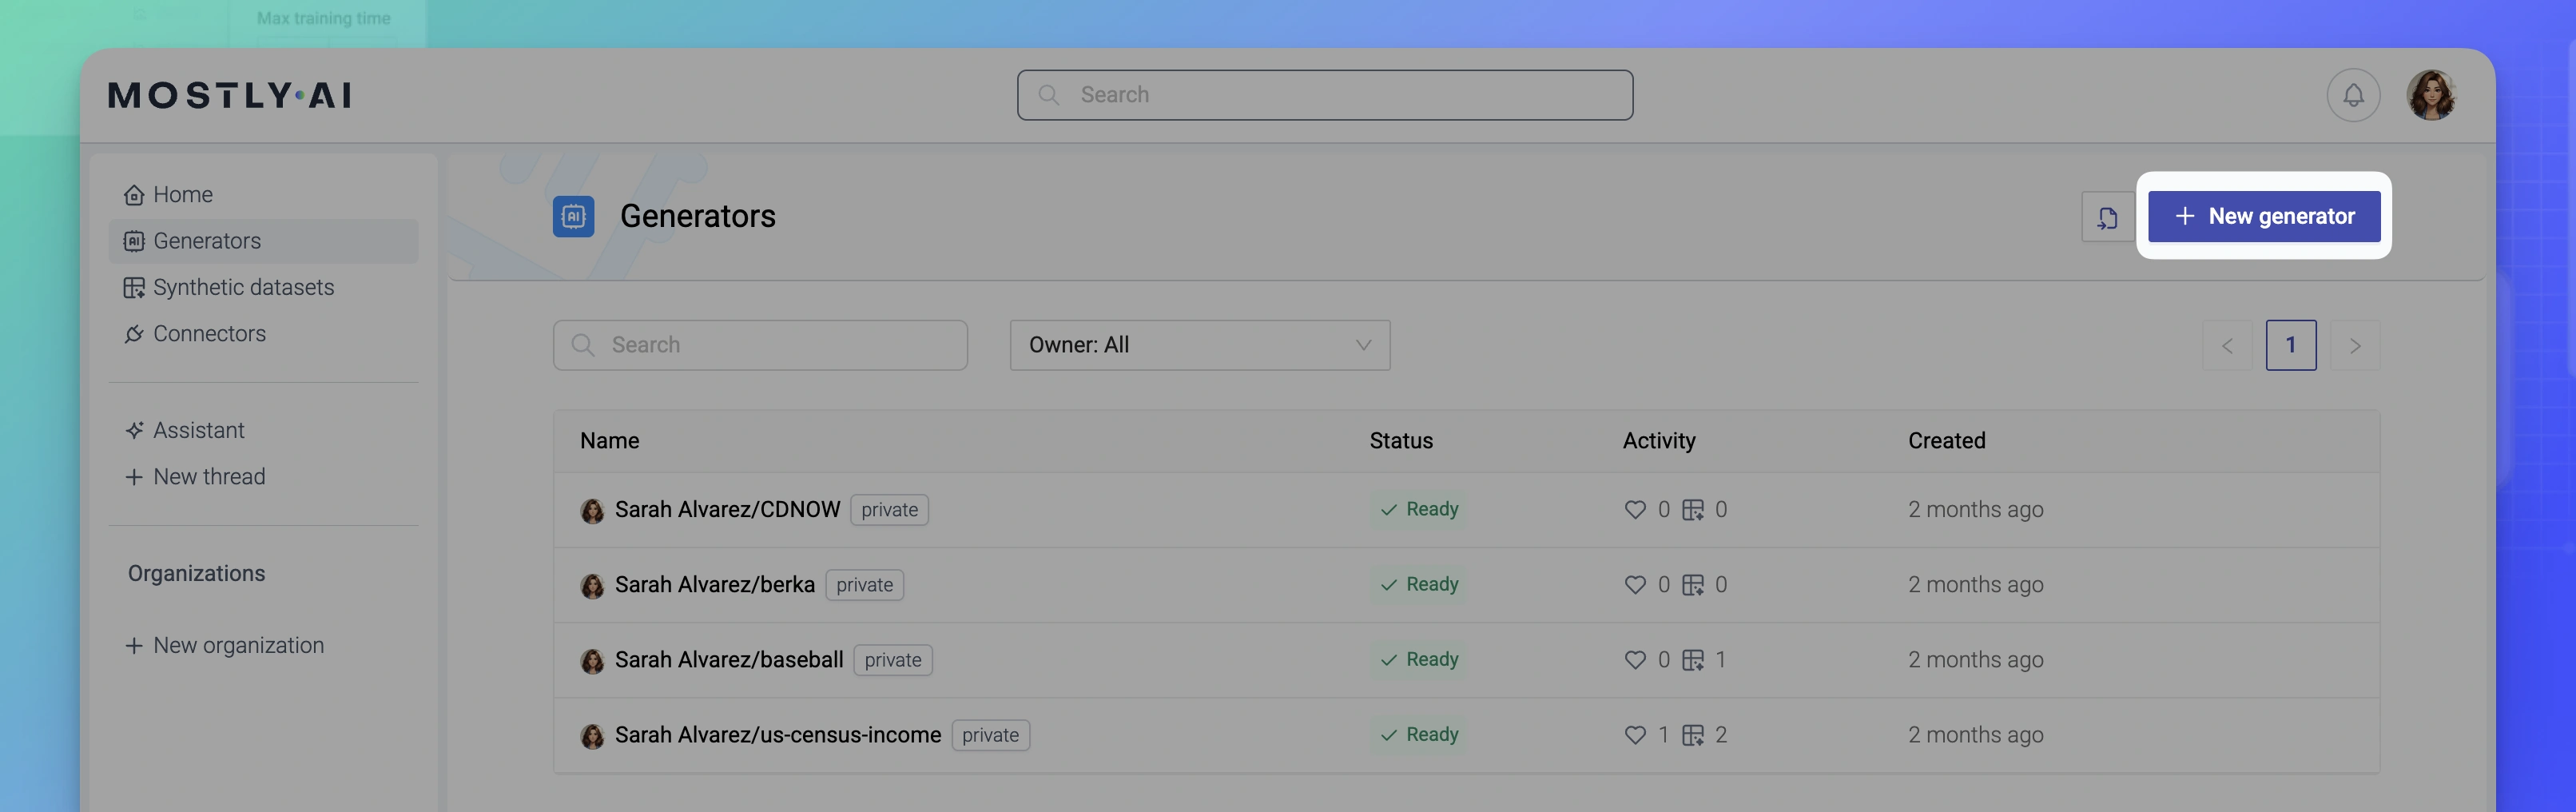 Max training time
MOSTLY•AI
Search
Home
Generators
Synthetic datasets
Connectors
Assistant
+ New thread
Organizations
+ New organization
Generators
+ New generator
Search
Owner: All
< 1 >
Name Status Activity Created
Sarah Alvarez/CDNOW private Ready 0 0 2 months ago
Sarah Alvarez/berka private Ready 0 0 2 months ago
Sarah Alvarez/baseball private Ready 0 1 2 months ago
Sarah Alvarez/us-census-income private Ready 1 2 2 months ago